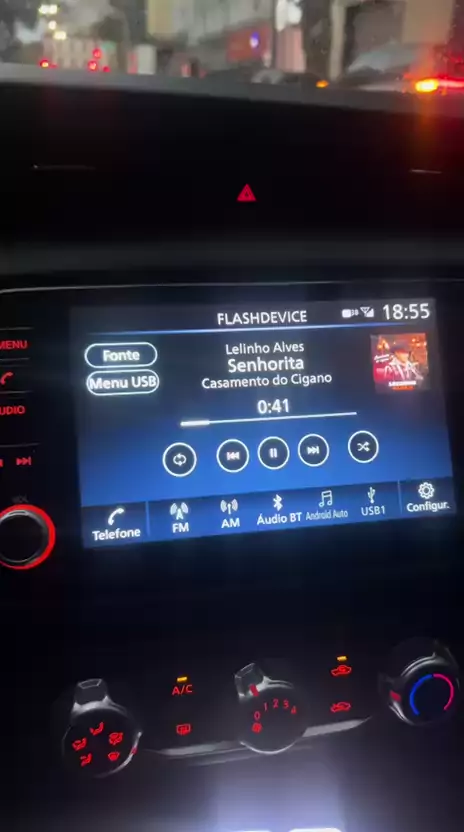 FLASHDEVICE
18:55
MENU
Fonte
Menu USB
Lelinho Alves
Senhorita
Casamento do Cigano
0:41
Telefone
FM
AM
Áudio BT
Android Auto
USB1
Configur.
A/C
0 1 2 3 4